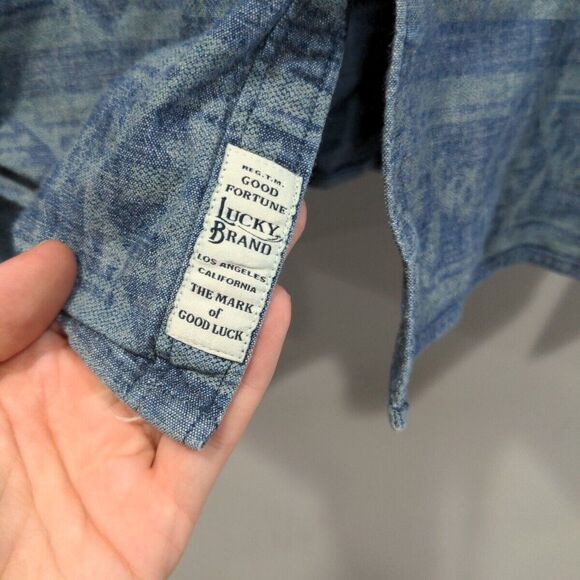 REG. T.M.
GOOD
FORTUNE
LUCKY
BRAND
LOS ANGELES
CALIFORNIA
THE MARK
of
GOOD LUCK